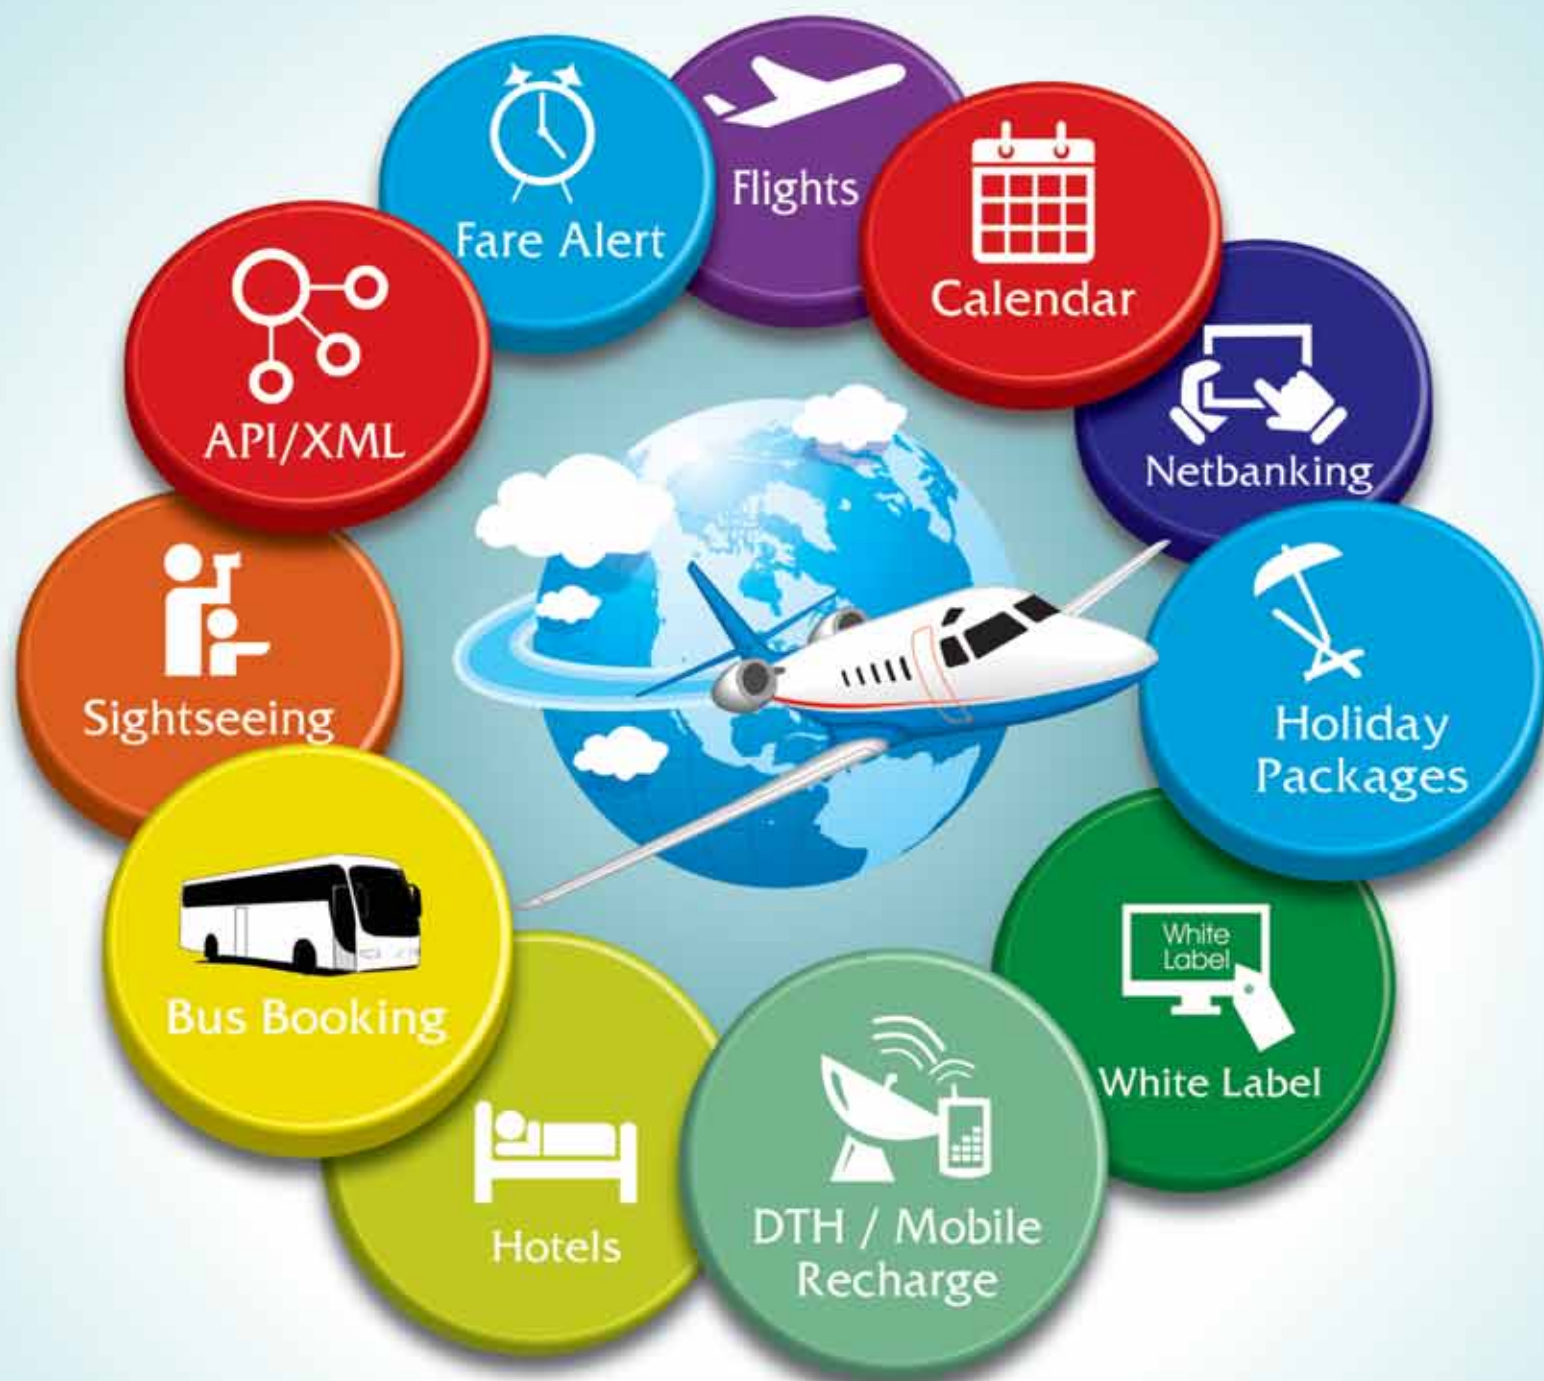 Fare Alert
Flights
Calendar
API/XML
Netbanking
Sightseeing
Holiday
Packages
White
Label
White Label
Bus Booking
Hotels
DTH / Mobile
Recharge